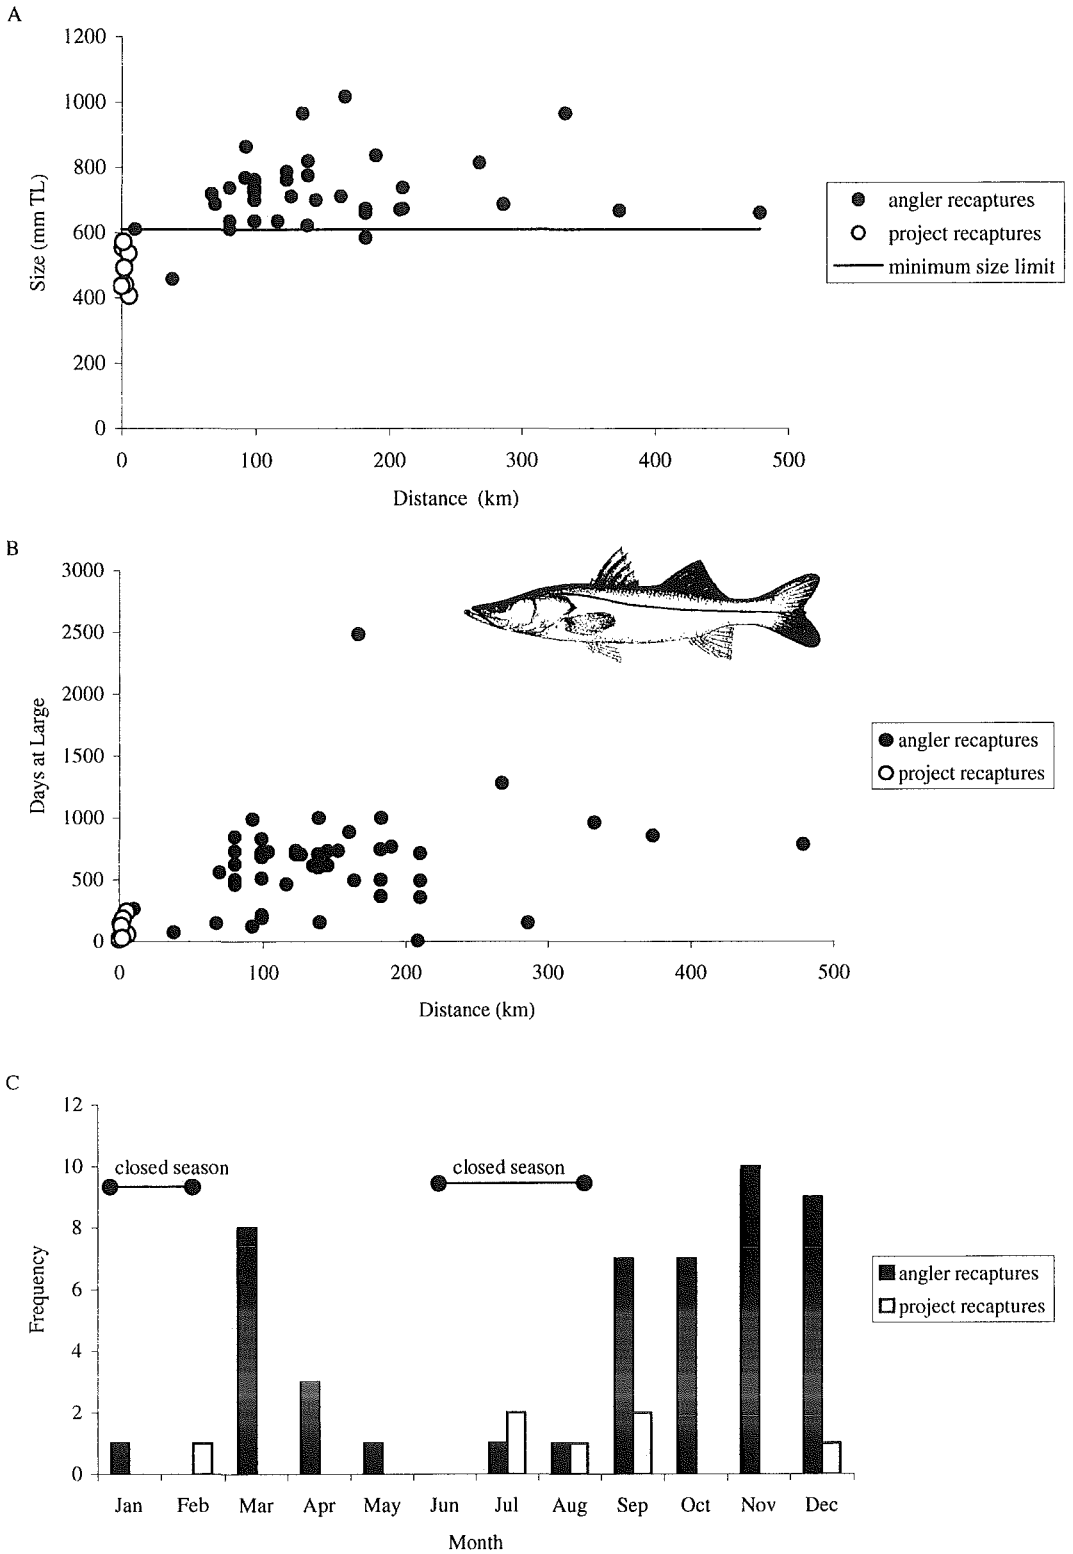 A
1200
1000
800
600
400
200
0
Size (mm TL)
0 100 200 300 400 500
Distance (km)
angler recaptures
project recaptures
minimum size limit
B
3000
2500
2000
1500
1000
500
0
Days at Large
0 100 200 300 400 500
Distance (km)
angler recaptures
project recaptures
C
12
10
8
6
4
2
0
Frequency
closed season closed season
Jan Feb Mar Apr May Jun Jul Aug Sep Oct Nov Dec
Month
angler recaptures
project recaptures